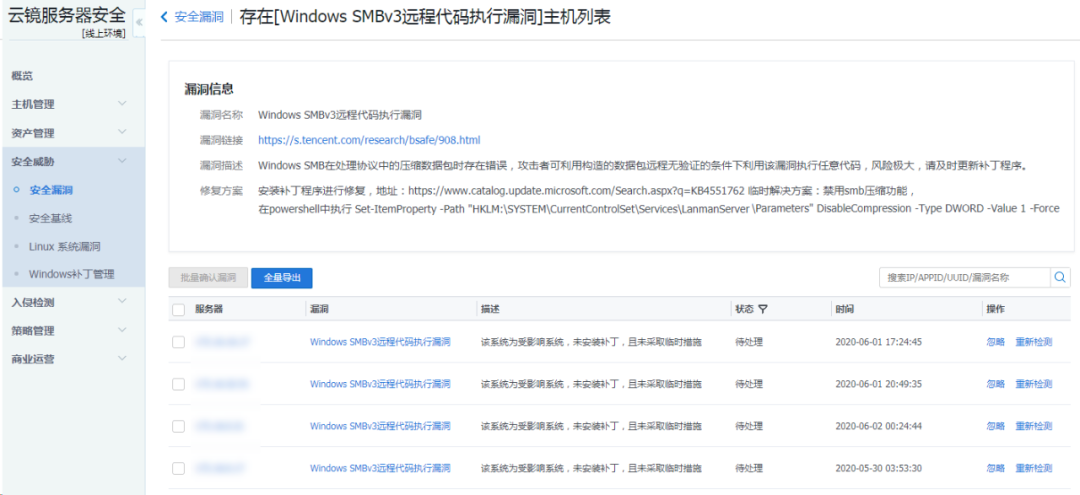 云镜服务器安全
[线上环境]
概览
主机管理
资产管理
安全威胁
安全漏洞
安全基线
Linux 系统漏洞
Windows补丁管理
入侵检测
策略管理
商业运营
安全漏洞 存在[Windows SMBv3远程代码执行漏洞]主机列表
漏洞信息
漏洞名称 Windows SMBv3远程代码执行漏洞
漏洞链接 https://s.tencent.com/research/bsafe/908.html
漏洞描述 Windows SMB在处理协议中的压缩数据包时存在错误，攻击者可利用构造的数据包远程无验证的条件下利用该漏洞执行任意代码，风险极大，请及时更新补丁程序。
修复方案 安装补丁程序进行修复，地址：https://www.catalog.update.microsoft.com/Search.aspx?q=KB4551762 临时解决方案：禁用smb压缩功能，
在powershell中执行 Set-ItemProperty -Path "HKLM:\SYSTEM\CurrentControlSet\Services\LanmanServer\Parameters" DisableCompression -Type DWORD -Value 1 -Force
批量确认漏洞 全量导出 搜索IP/APPID/UUID/漏洞名称
服务器 漏洞 描述 状态 时间 操作
Windows SMBv3远程代码执行漏洞 该系统为受影响系统，未安装补丁，且未采取临时措施 待处理 2020-06-01 17:24:45 忽略 重新检测
Windows SMBv3远程代码执行漏洞 该系统为受影响系统，未安装补丁，且未采取临时措施 待处理 2020-06-01 20:49:35 忽略 重新检测
Windows SMBv3远程代码执行漏洞 该系统为受影响系统，未安装补丁，且未采取临时措施 待处理 2020-06-02 00:24:44 忽略 重新检测
Windows SMBv3远程代码执行漏洞 该系统为受影响系统，未安装补丁，且未采取临时措施 待处理 2020-05-30 03:53:30 忽略 重新检测